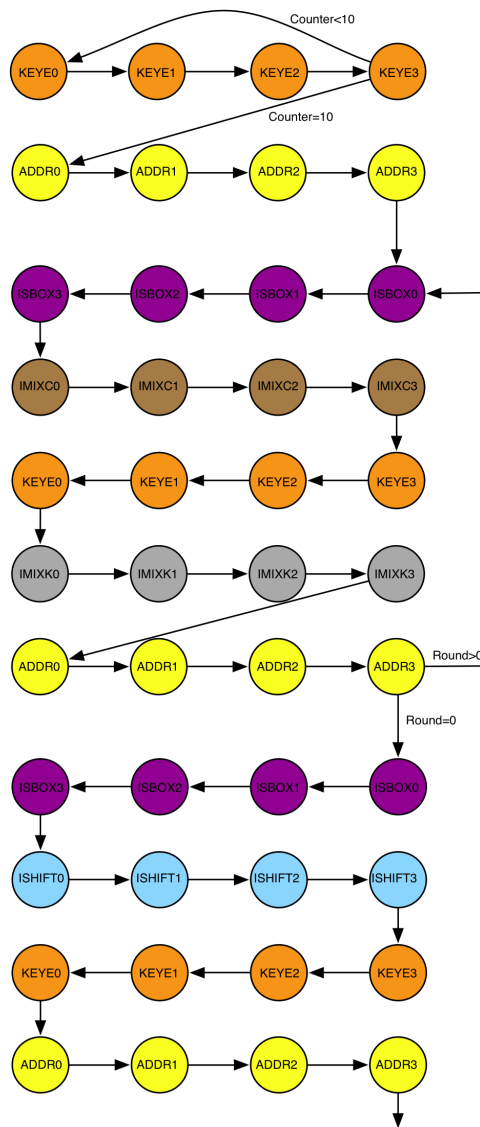 Counter<10
KEYE0 KEYE1 KEYE2 KEYE3
Counter=10
ADDR0 ADDR1 ADDR2 ADDR3
ISBOX3 ISBOX2 ISBOX1 ISBOX0
IMIXC0 IMIXC1 IMIXC2 IMIXC3
KEYE0 KEYE1 KEYE2 KEYE3
IMIXK0 IMIXK1 IMIXK2 IMIXK3
ADDR0 ADDR1 ADDR2 ADDR3 Round>0
Round=0
ISBOX3 ISBOX2 ISBOX1 ISBOX0
ISHIFT0 ISHIFT1 ISHIFT2 ISHIFT3
KEYE0 KEYE1 KEYE2 KEYE3
ADDR0 ADDR1 ADDR2 ADDR3